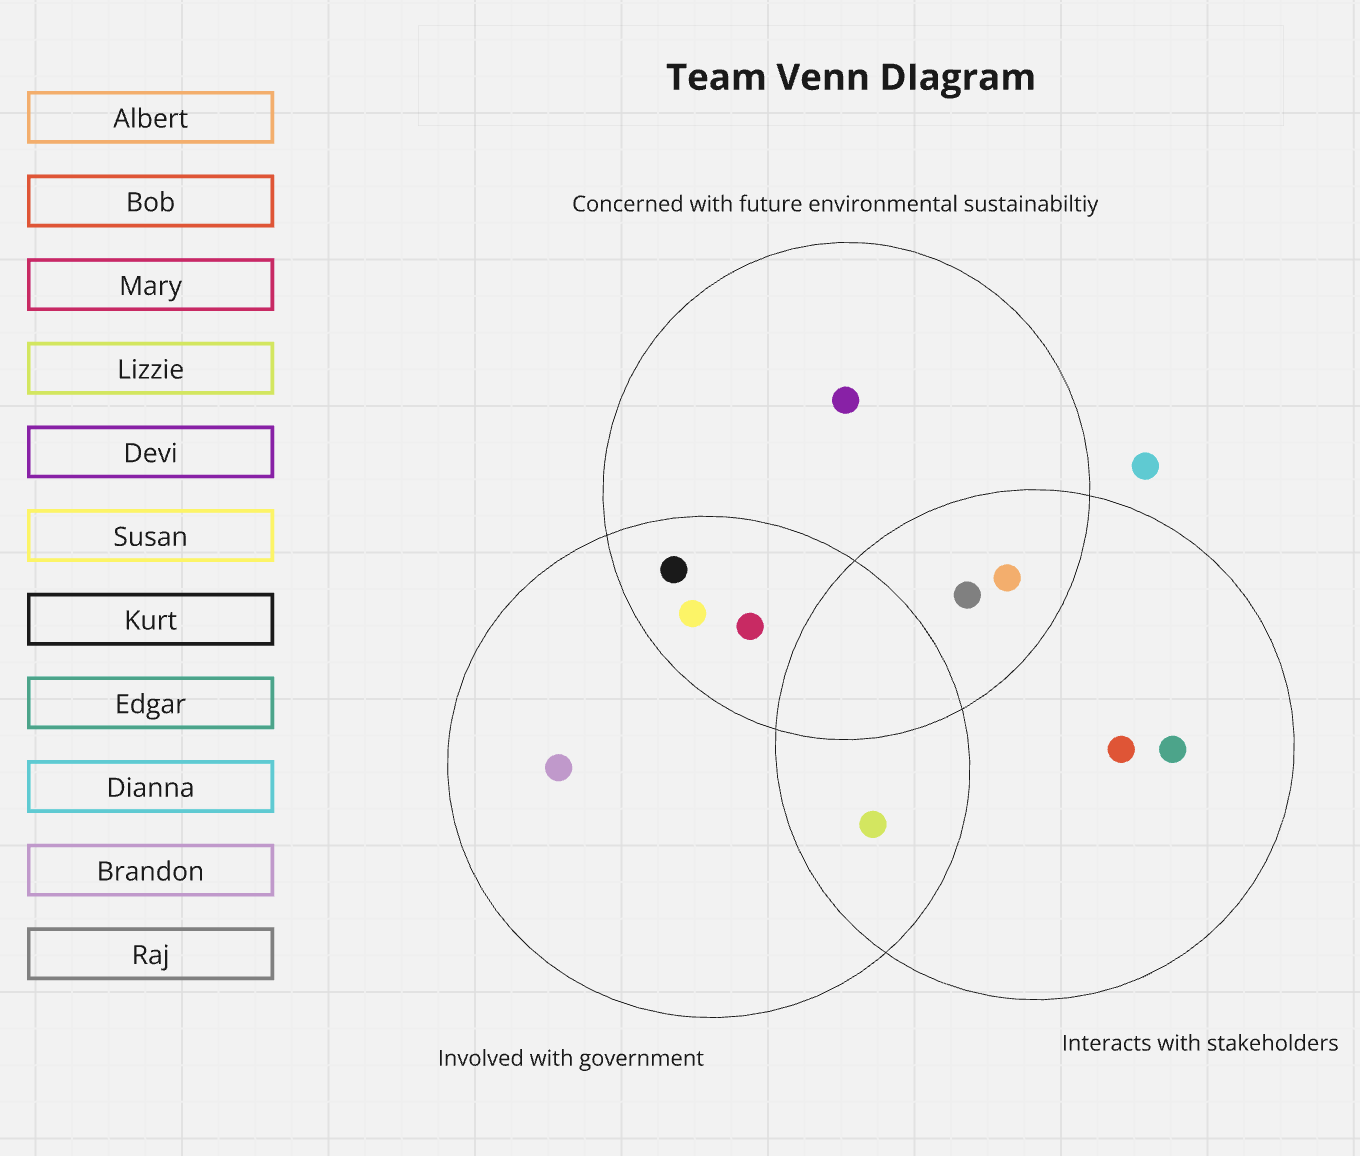 Team Venn DIagram
Albert
Bob
Mary
Lizzie
Devi
Susan
Kurt
Edgar
Dianna
Brandon
Raj
Concerned with future environmental sustainabiltiy
Involved with government
Interacts with stakeholders